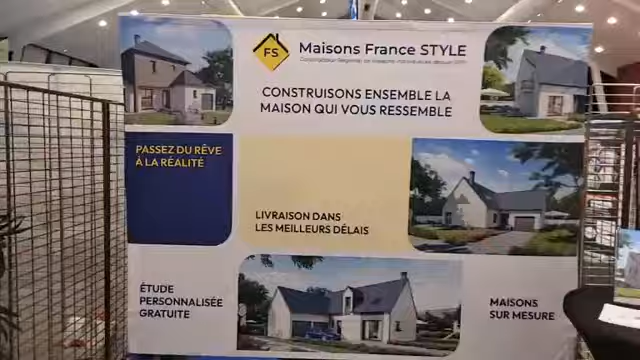 FS
Maisons France STYLE
CONSTRUISONS ENSEMBLE LA
MAISON QUI VOUS RESSEMBLE
PASSEZ DU RÊVE
À LA RÉALITÉ
LIVRAISON DANS
LES MEILLEURS DÉLAIS
ÉTUDE
PERSONNALISÉE
GRATUITE
MAISONS
SUR MESURE